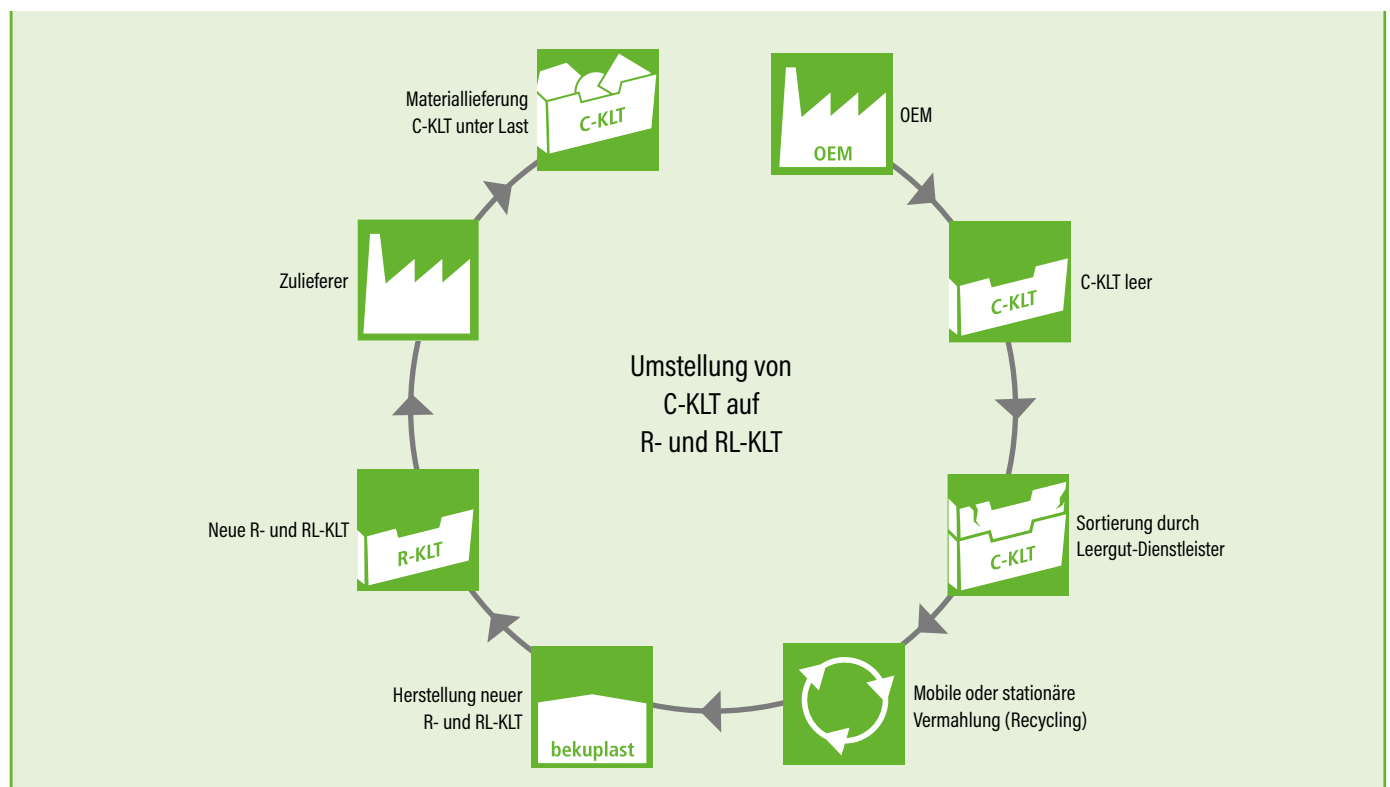 Materiallieferung
C-KLT unter Last
C-KLT
OEM
OEM
Zulieferer
C-KLT
C-KLT leer
Umstellung von
C-KLT auf
R- und RL-KLT
Neue R- und RL-KLT
R-KLT
C-KLT
Sortierung durch
Leergut-Dienstleister
Herstellung neuer
R- und RL-KLT
bekuplast
Mobile oder stationäre
Vermahlung (Recycling)